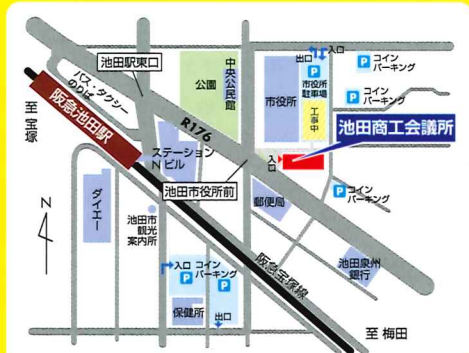 池田駅東口
バス・タクシー
のりば
至宝塚
阪急池田駅
公園
中央公民館
R176
ステーション
Nビル
池田市役所前
市役所
出口
入口
P
市役所
駐車場
工事中
P
コイン
パーキング
P
コイン
パーキング
池田商工会議所
入口
P
コイン
パーキング
郵便局
N
ダイエー
池田市
観光
案内所
阪急宝塚線
池田泉州
銀行
入口
コイン
パーキング
P
P
保健所
出口
至 梅田